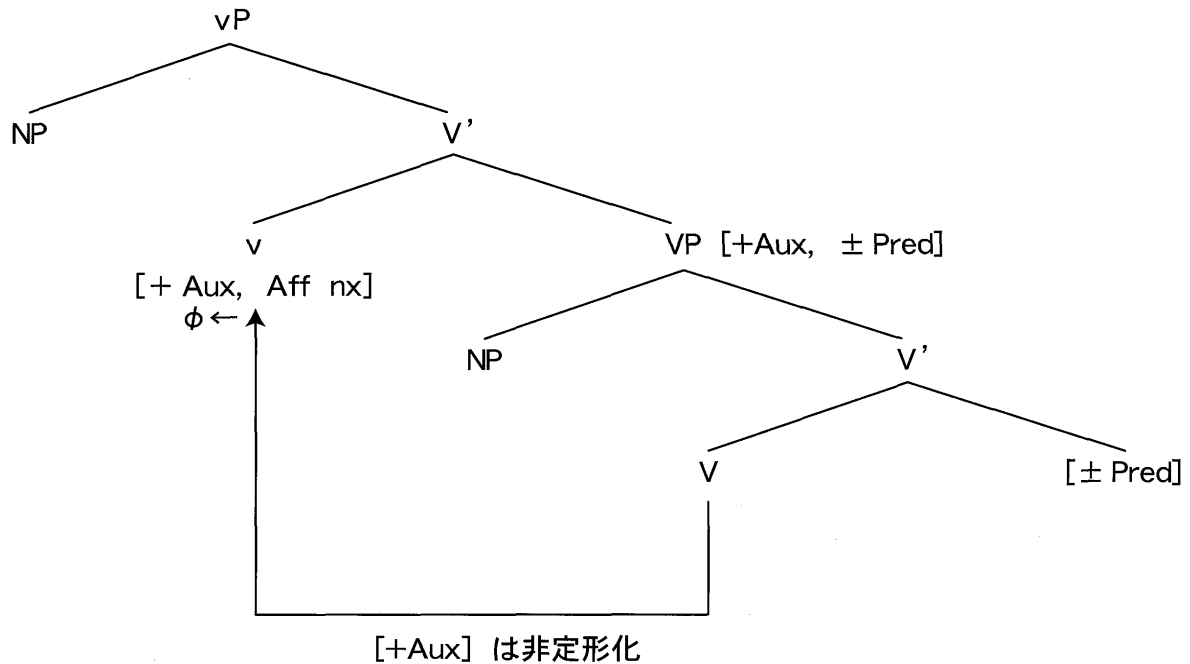 vP
NP V’
v VP [+Aux, ± Pred]
[+ Aux, Aff nx]
φ←
NP V’
V [± Pred]
[+Aux] は非定形化